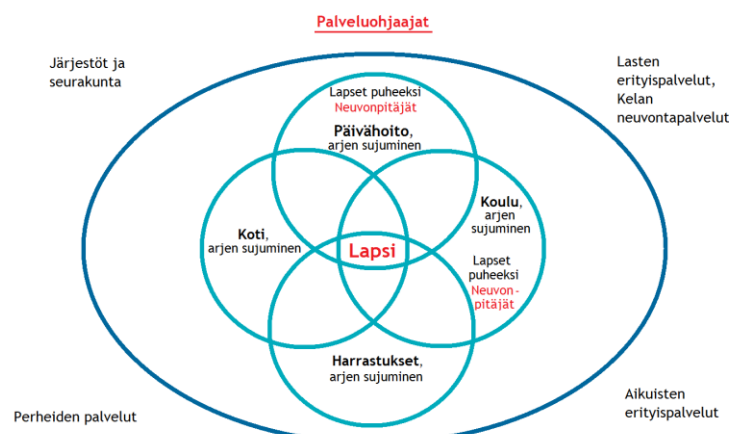 Palveluohjaajat
Järjestöt ja
seurakunta
Lasten
erityispalvelut,
Kelan
neuvontapalvelut
Lapset puheeksi
Neuvonpitäjät
Päivähoito,
arjen sujuminen
Koti,
arjen sujuminen
Lapsi
Koulu,
arjen
sujuminen
Lapset
puheeksi
Neuvon-
pitäjät
Harrastukset,
arjen sujuminen
Perheiden palvelut
Aikuisten
erityispalvelut